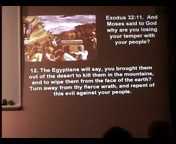 Exodus 32:11. And
Moses said to God
why are you losing
your temper with
your people?
12. The Egyptians will say, you brought them
out of the desert to kill them in the mountains,
and to wipe them from the face of the earth?
Turn away from thy fierce wrath, and repent of
this evil against your people.